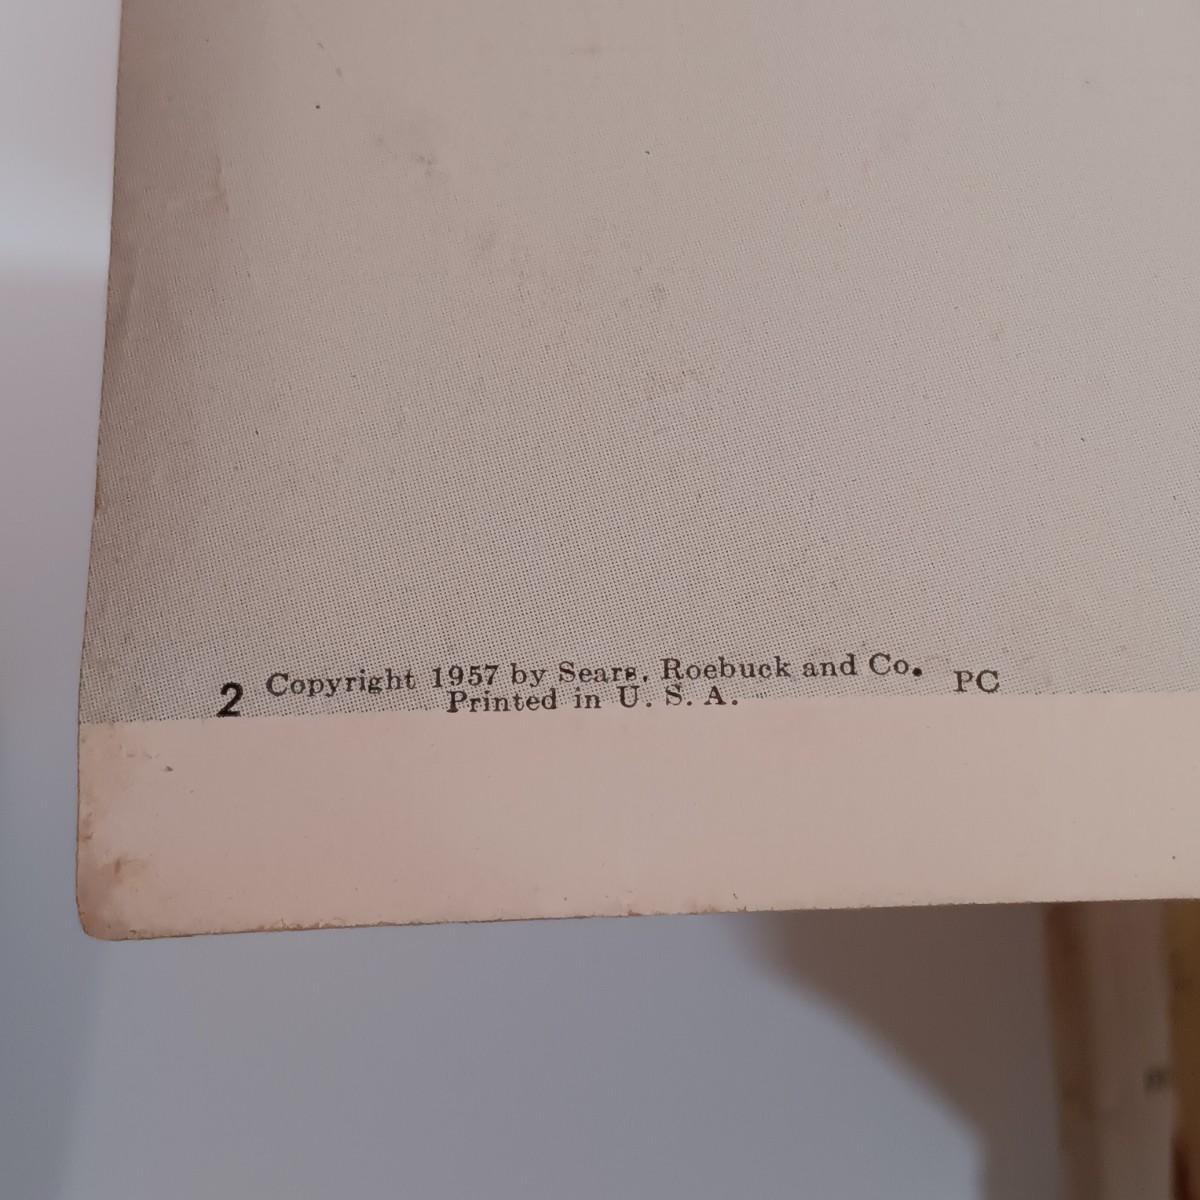 2 Copyright 1957 by Sears, Roebuck and Co. PC
Printed in U. S. A.